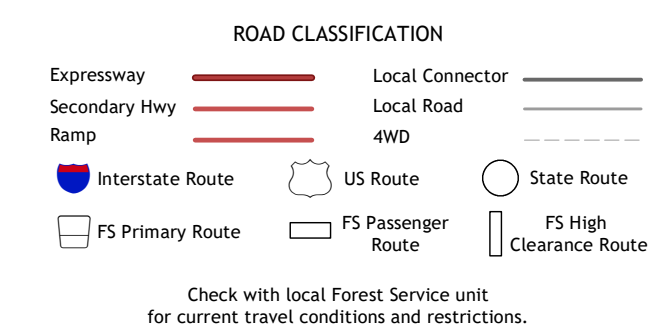 ROAD CLASSIFICATION
Expressway
Local Connector
Secondary Hwy
Local Road
Ramp
4WD
Interstate Route
US Route
State Route
FS Primary Route
FS Passenger
Route
FS High
Clearance Route
Check with local Forest Service unit
for current travel conditions and restrictions.